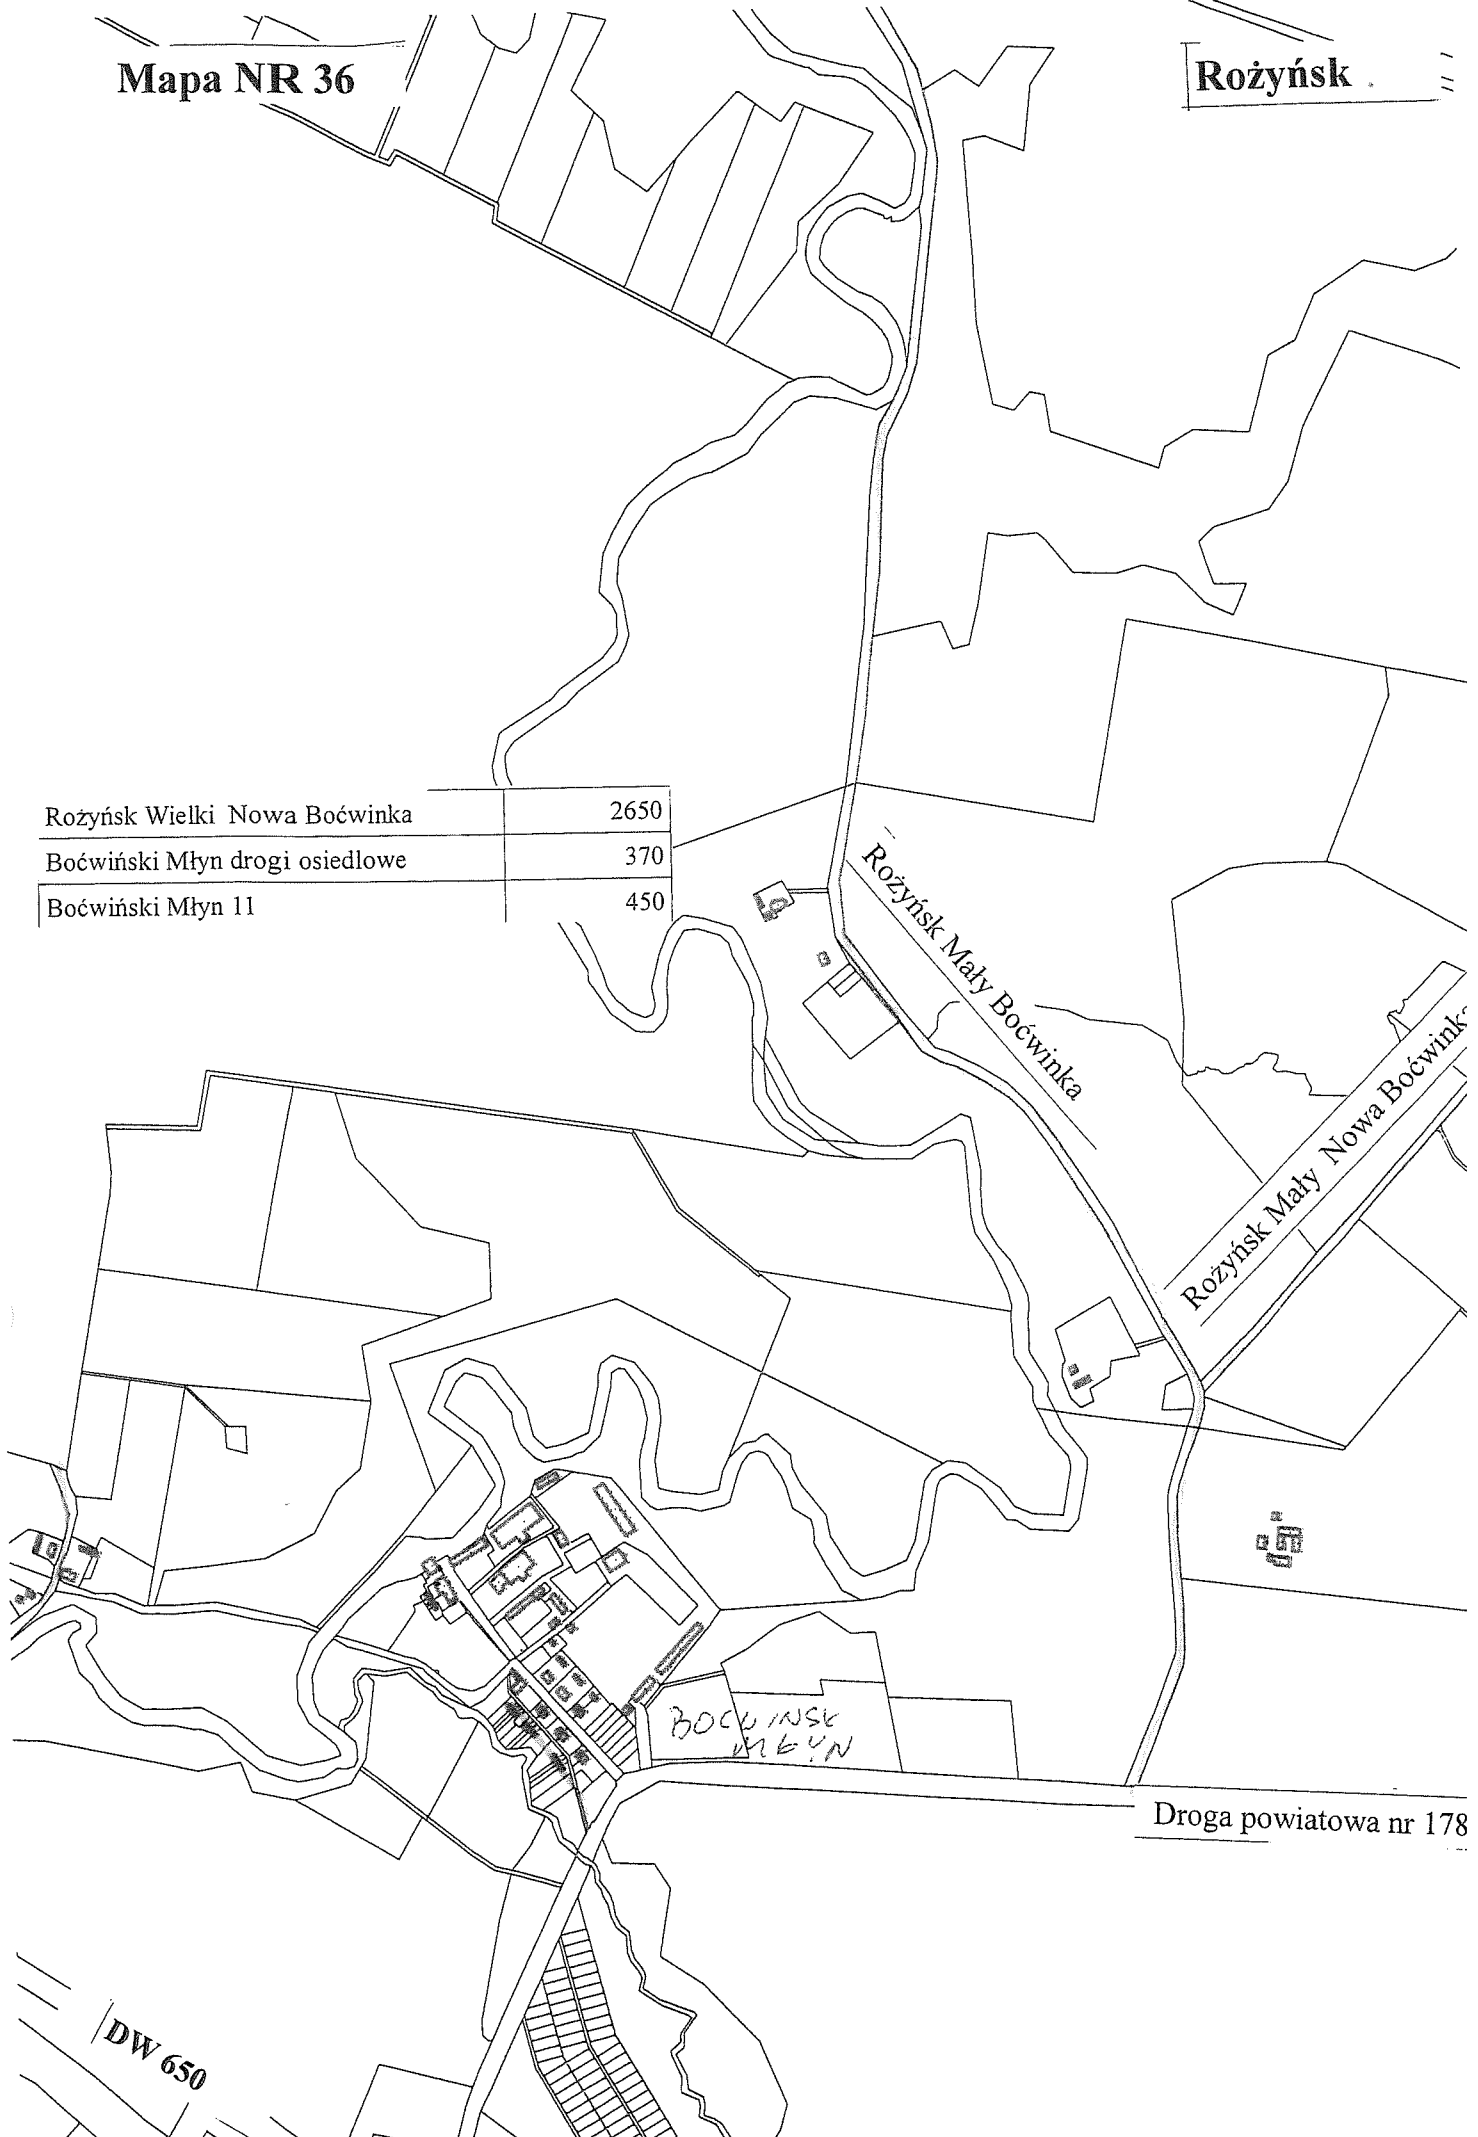 Mapa NR 36
Rożyńsk
Rożyńsk Wielki Nowa Boćwinka 2650
Boćwiński Młyn drogi osiedlowe 370
Boćwiński Młyn 11 450
Rożyńsk Mały Boćwinka
Rożyńsk Mały Nowa Boćwinka
BOĆWIŃSK
MŁYN
Droga powiatowa nr 178
DW 650